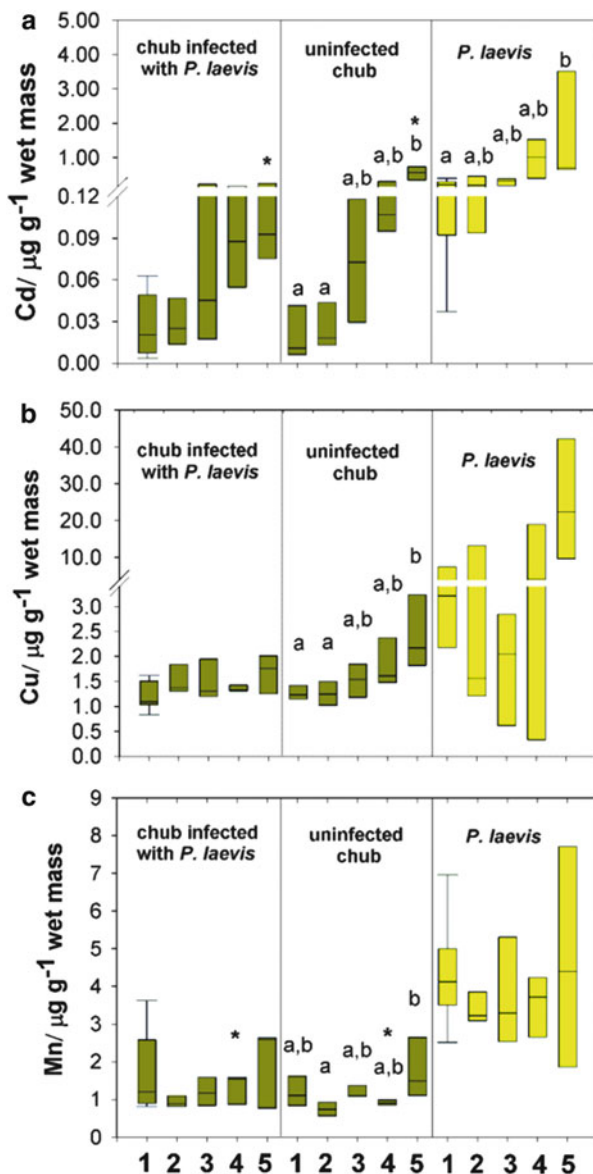 a
5.00
4.00
3.00
2.00
1.00
0.12
0.09
0.06
0.03
0.00
Cd/ µg g⁻¹ wet mass
chub infected
with P. laevis
*
uninfected
chub
a a a,b a,b b
*
P. laevis
a a,b a,b a,b b
b
50.0
40.0
30.0
20.0
10.0
3.0
2.5
2.0
1.5
1.0
0.5
0.0
Cu/ µg g⁻¹ wet mass
chub infected
with P. laevis
uninfected
chub
a a a,b a,b b
P. laevis
c
9
8
7
6
5
4
3
2
1
0
Mn/ µg g⁻¹ wet mass
chub infected
with P. laevis
*
uninfected
chub
a,b a a,b a,b b
*
P. laevis
1 2 3 4 5 1 2 3 4 5 1 2 3 4 5